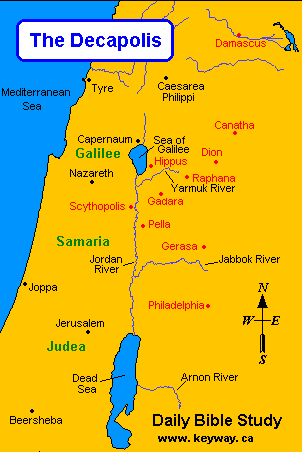 The Decapolis
Damascus
Mediterranean
Sea
Tyre
Caesarea
Philippi
Canatha
Capernaum
Sea of
Galilee
Galilee
Hippus
Dion
Nazareth
Raphana
Yarmuk River
Gadara
Scythopolis
Pella
Samaria
Gerasa
Jordan
River
Jabbok River
Joppa
Philadelphia
N
W E
S
Jerusalem
Judea
Dead
Sea
Arnon River
Beersheba
Daily Bible Study
www.keyway.ca